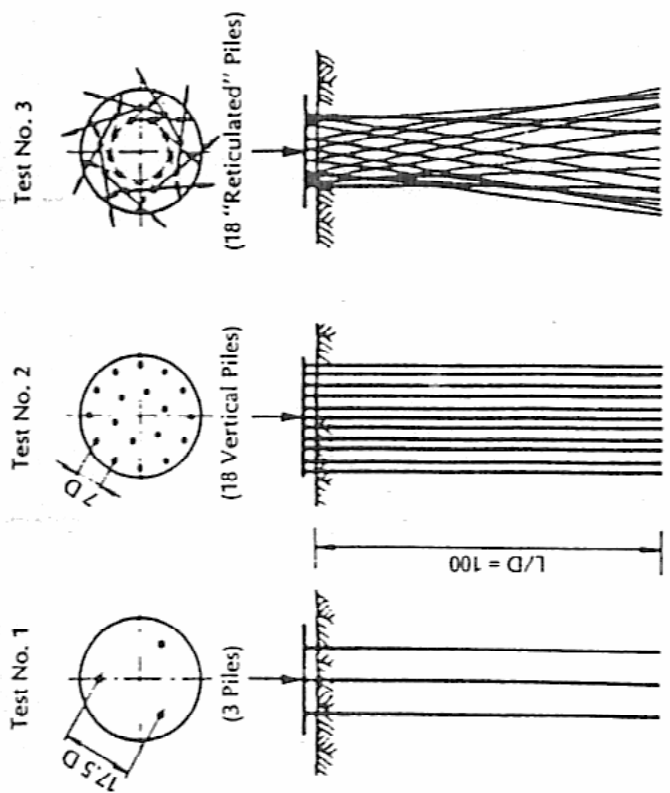 Test No. 1
17.5 D
(3 Piles)
L/D = 100
Test No. 2
7 D
(18 Vertical Piles)
Test No. 3
(18 "Reticulated" Piles)